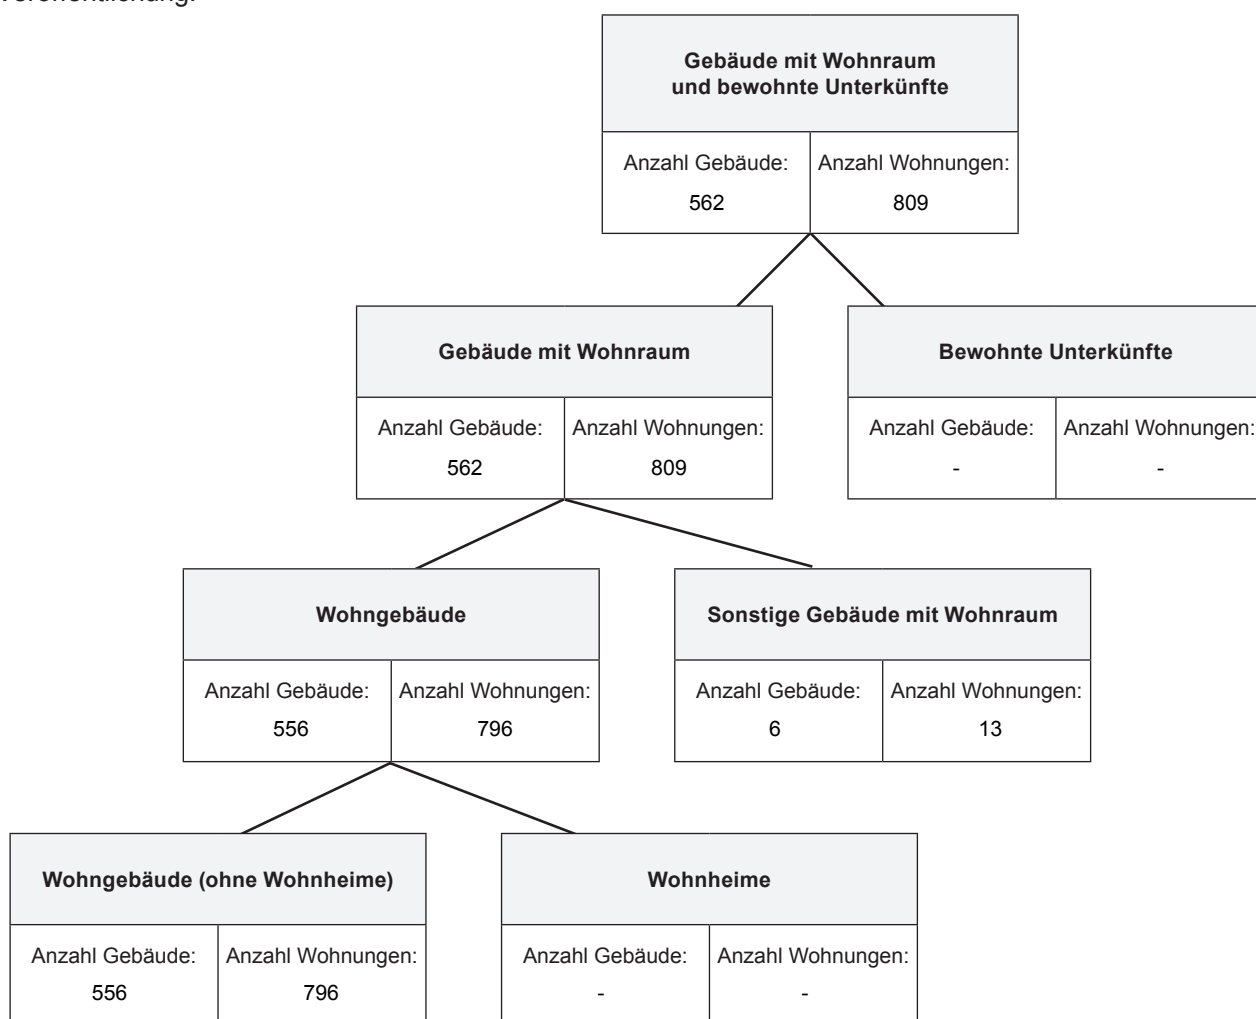 Veröffentlichung.
Gebäude mit Wohnraum
und bewohnte Unterkünfte
Anzahl Gebäude: Anzahl Wohnungen:
562 809
Gebäude mit Wohnraum
Anzahl Gebäude: Anzahl Wohnungen:
562 809
Bewohnte Unterkünfte
Anzahl Gebäude: Anzahl Wohnungen:
- -
Wohngebäude
Anzahl Gebäude: Anzahl Wohnungen:
556 796
Sonstige Gebäude mit Wohnraum
Anzahl Gebäude: Anzahl Wohnungen:
6 13
Wohngebäude (ohne Wohnheime)
Anzahl Gebäude: Anzahl Wohnungen:
556 796
Wohnheime
Anzahl Gebäude: Anzahl Wohnungen:
- -